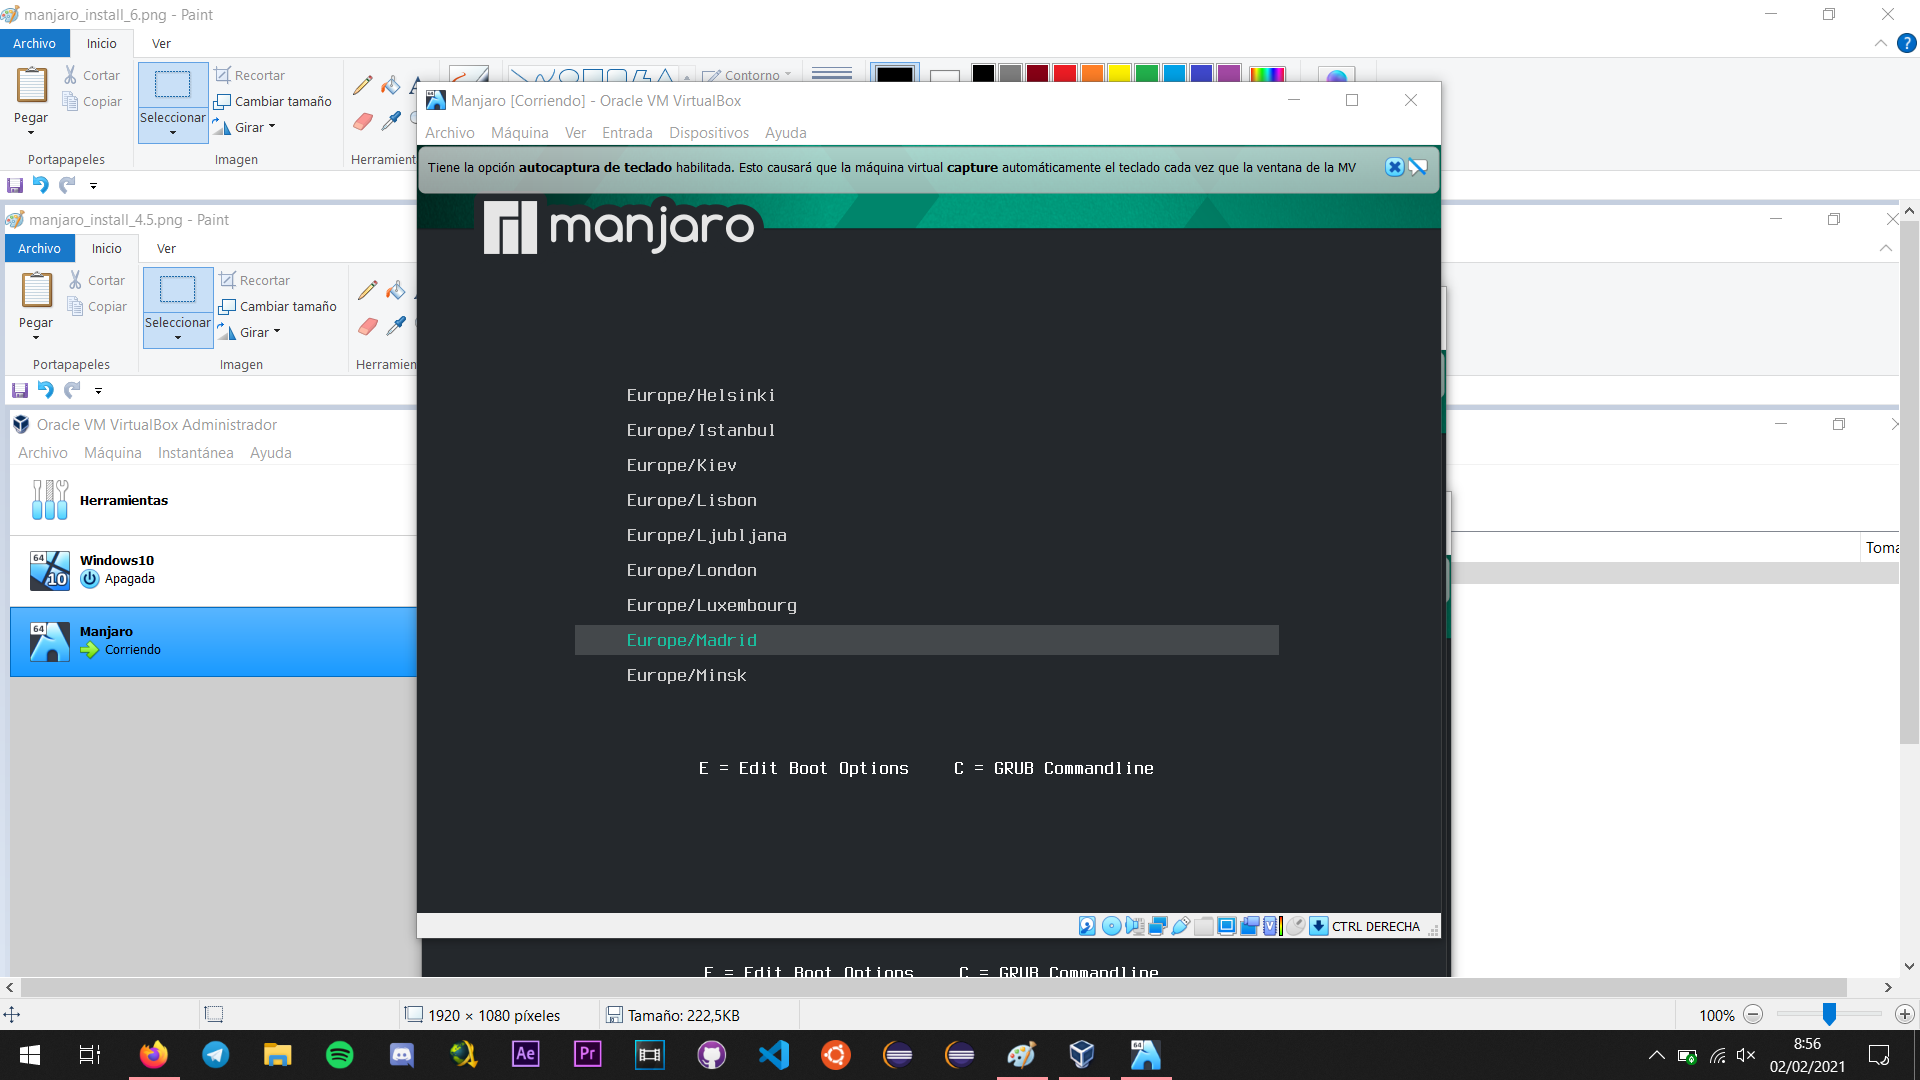 manjaro_install_6.png - Paint
Archivo Inicio Ver
Pegar
Cortar
Copiar
Portapapeles
Seleccionar
Recortar
Cambiar tamaño
Girar
Imagen
Contorno
manjaro_install_4.5.png - Paint
Archivo Inicio Ver
Pegar
Cortar
Copiar
Portapapeles
Seleccionar
Recortar
Cambiar tamaño
Girar
Imagen
Oracle VM VirtualBox Administrador
Archivo Máquina Instantánea Ayuda
Herramientas
64
10
Windows10
Apagada
64
Manjaro
Corriendo
Manjaro [Corriendo] - Oracle VM VirtualBox
Archivo Máquina Ver Entrada Dispositivos Ayuda
Tiene la opción autocaptura de teclado habilitada. Esto causará que la máquina virtual capture automáticamente el teclado cada vez que la ventana de la MV
manjaro
Europe/Helsinki
Europe/Istanbul
Europe/Kiev
Europe/Lisbon
Europe/Ljubljana
Europe/London
Europe/Luxembourg
Europe/Madrid
Europe/Minsk
E = Edit Boot Options C = GRUB Commandline
CTRL DERECHA
E = Edit Boot Options C = GRUB Commandline
1920 × 1080 píxeles
Tamaño: 222,5KB
100%
Ae
Pr
8:56
02/02/2021